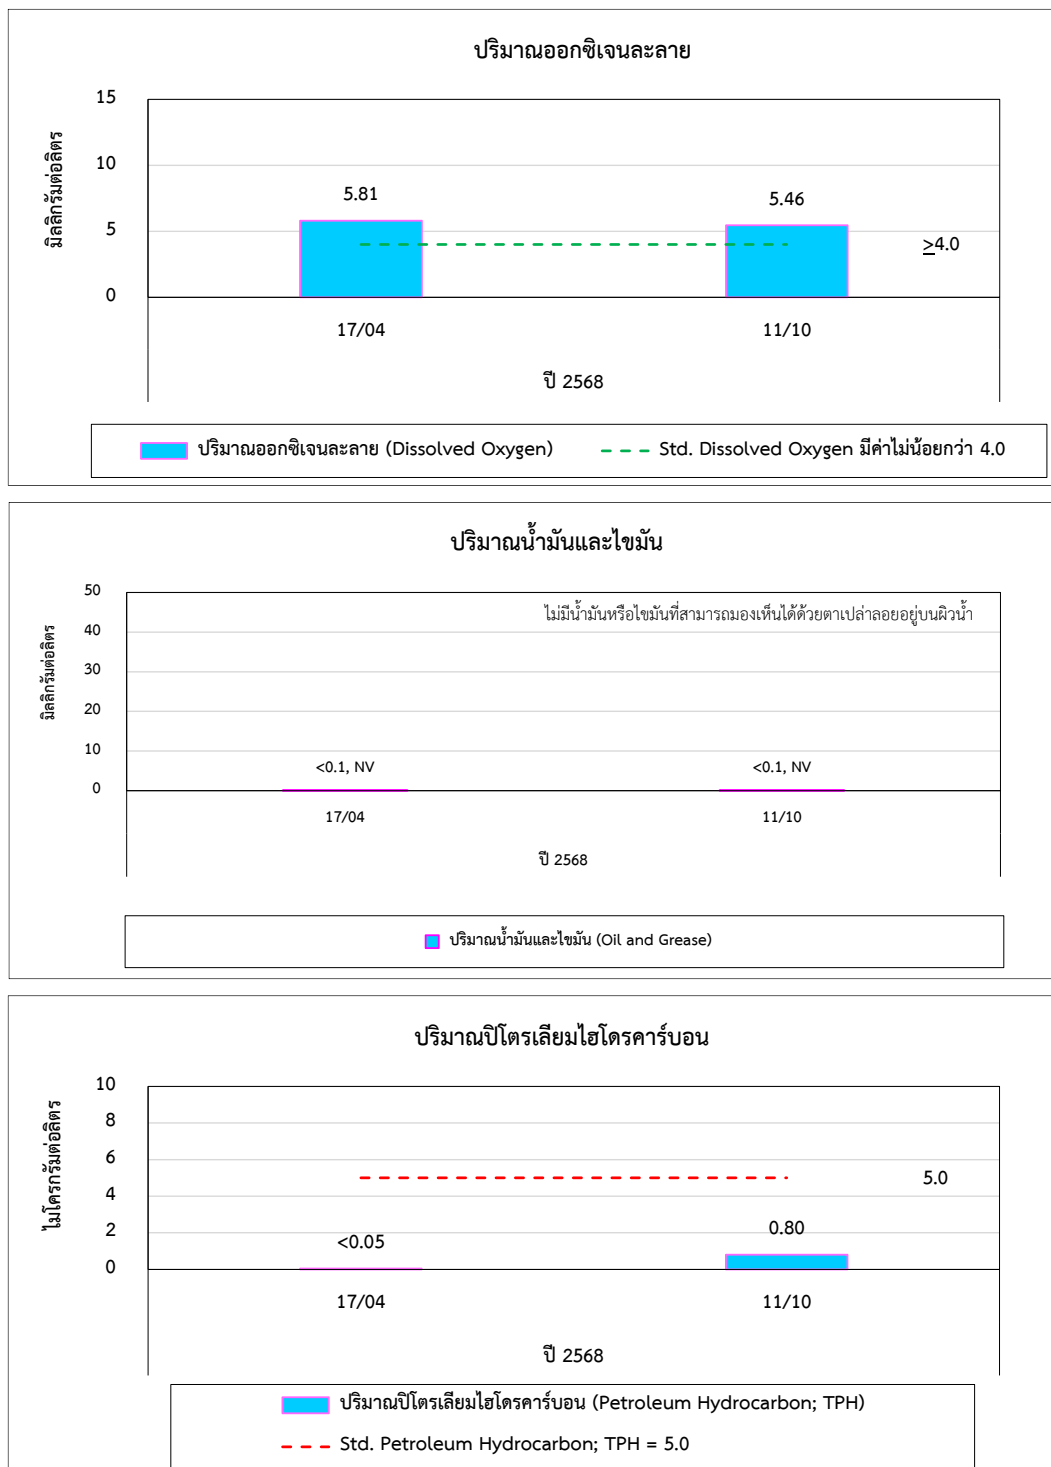 ปริมาณออกซิเจนละลาย
มิลลิกรัมต่อลิตร
15
10
5
0
5.81
5.46
≥4.0
17/04
11/10
ปี 2568
ปริมาณออกซิเจนละลาย (Dissolved Oxygen)
Std. Dissolved Oxygen มีค่าไม่น้อยกว่า 4.0
ปริมาณน้ำมันและไขมัน
มิลลิกรัมต่อลิตร
50
40
30
20
10
0
ไม่มีน้ำมันหรือไขมันที่สามารถมองเห็นได้ด้วยตาเปล่าลอยอยู่บนผิวน้ำ
<0.1, NV
<0.1, NV
17/04
11/10
ปี 2568
ปริมาณน้ำมันและไขมัน (Oil and Grease)
ปริมาณปิโตรเลียมไฮโดรคาร์บอน
ไมโครกรัมต่อลิตร
10
8
6
4
2
0
5.0
<0.05
0.80
17/04
11/10
ปี 2568
ปริมาณปิโตรเลียมไฮโดรคาร์บอน (Petroleum Hydrocarbon; TPH)
Std. Petroleum Hydrocarbon; TPH = 5.0